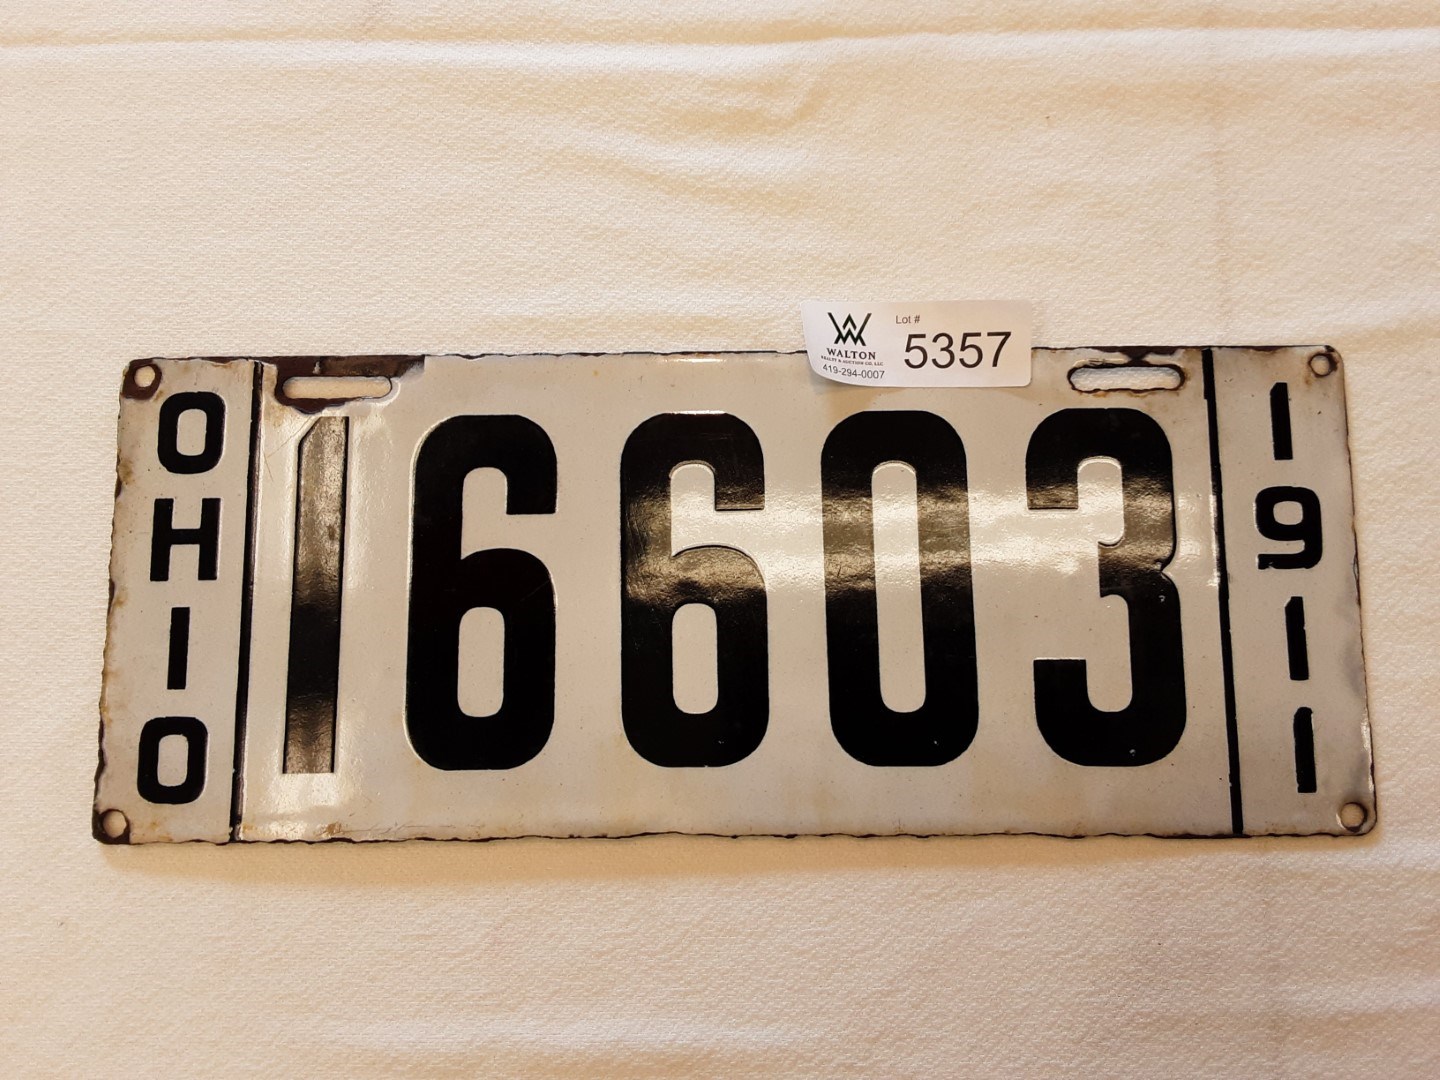 Lot #
5357
WALTON
REALTY & AUCTION CO, LLC
419-294-0007
OHIO
16603
1911